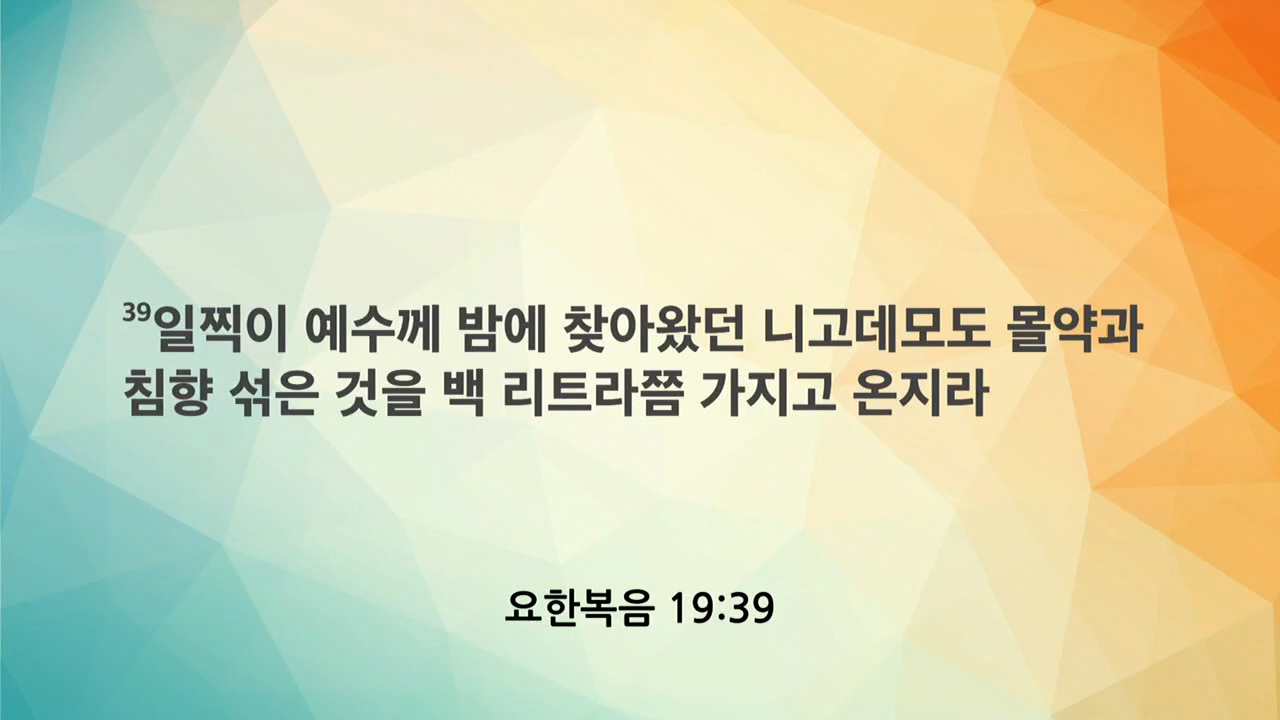 39일찍이 예수께 밤에 찾아왔던 니고데모도 몰약과
침향 섞은 것을 백 리트라쯤 가지고 온지라
요한복음 19:39